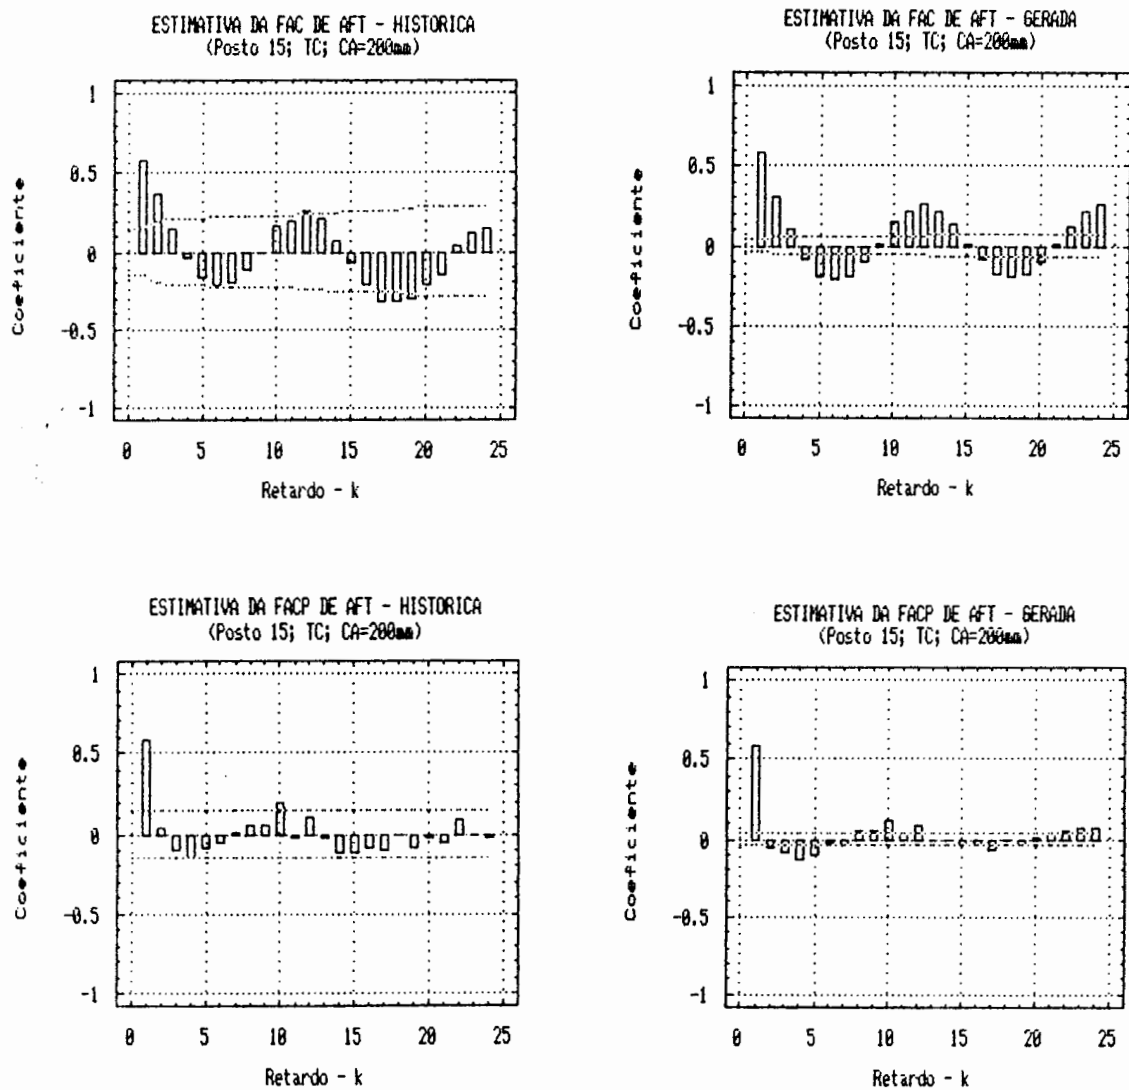 ESTIMATIVA DA FAC DE AFT - HISTORICA
(Posto 15; TC; CA=200mm)
1
0.5
0
-0.5
-1
Coeficiente
0 5 10 15 20 25
Retardo - k
ESTIMATIVA DA FAC DE AFT - GERADA
(Posto 15; TC; CA=200mm)
1
0.5
0
-0.5
-1
Coeficiente
0 5 10 15 20 25
Retardo - k
ESTIMATIVA DA FACP DE AFT - HISTORICA
(Posto 15; TC; CA=200mm)
1
0.5
0
-0.5
-1
Coeficiente
0 5 10 15 20 25
Retardo - k
ESTIMATIVA DA FACP DE AFT - GERADA
(Posto 15; TC; CA=200mm)
1
0.5
0
-0.5
-1
Coeficiente
0 5 10 15 20 25
Retardo - k